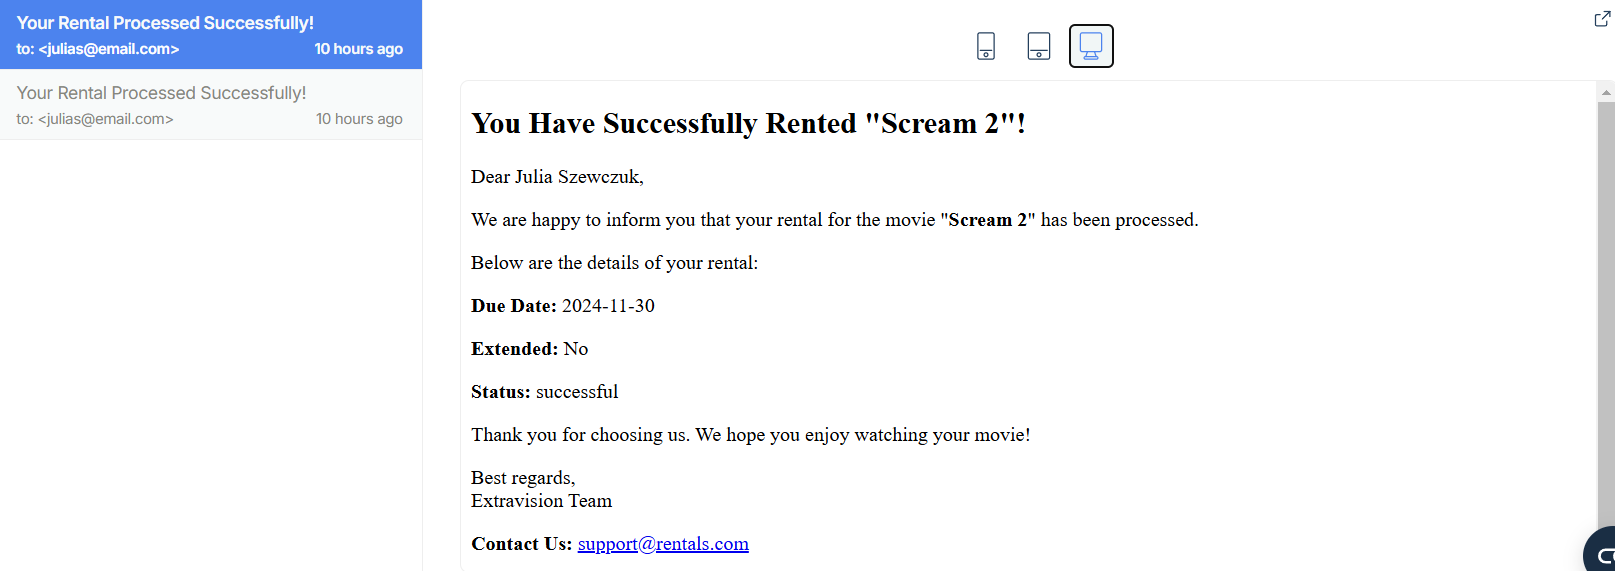 Your Rental Processed Successfully!
to: <julias@email.com> 10 hours ago
Your Rental Processed Successfully!
to: <julias@email.com> 10 hours ago
You Have Successfully Rented "Scream 2"!
Dear Julia Szewczuk,
We are happy to inform you that your rental for the movie "Scream 2" has been processed.
Below are the details of your rental:
Due Date: 2024-11-30
Extended: No
Status: successful
Thank you for choosing us. We hope you enjoy watching your movie!
Best regards,
Extravision Team
Contact Us: support@rentals.com